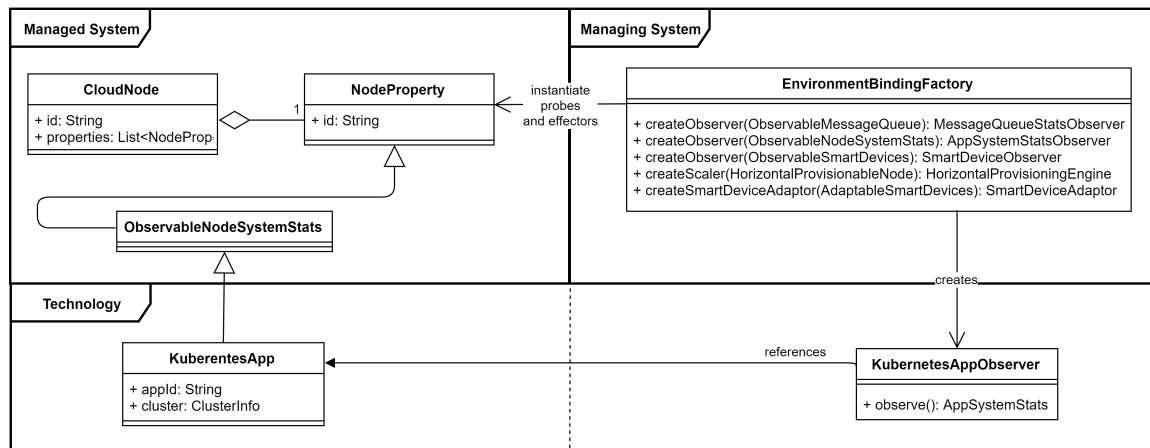 Managed System
Managing System
CloudNode
+ id: String
+ properties: List<NodePrope
1
NodeProperty
+ id: String
instantiate
probes
and effectors
EnvironmentBindingFactory
+ createObserver(ObservableMessageQueue): MessageQueueStatsObserver
+ createObserver(ObservableNodeSystemStats): AppSystemStatsObserver
+ createObserver(ObservableSmartDevices): SmartDeviceObserver
+ createScaler(HorizontalProvisionableNode): HorizontalProvisioningEngine
+ createSmartDeviceAdaptor(AdaptableSmartDevices): SmartDeviceAdaptor
ObservableNodeSystemStats
creates
Technology
KuberentesApp
+ appId: String
+ cluster: ClusterInfo
references
KubernetesAppObserver
+ observe(): AppSystemStats